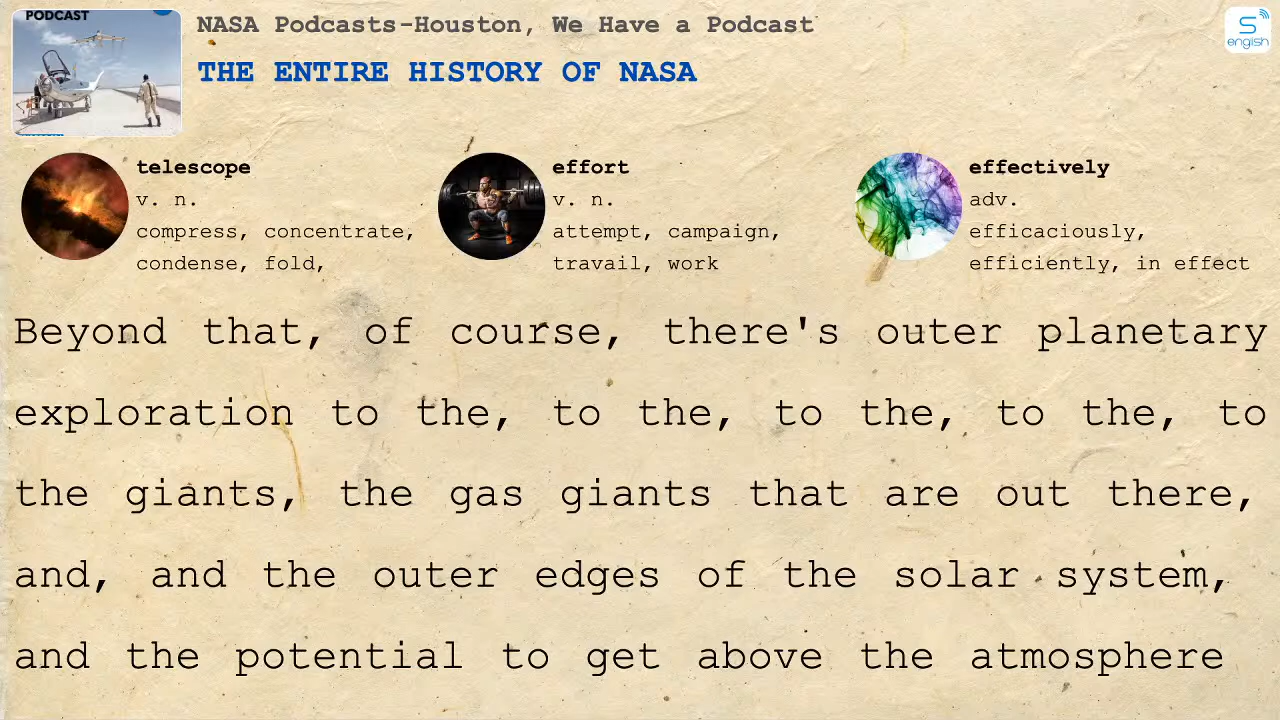 PODCAST
NASA Podcasts-Houston, We Have a Podcast
THE ENTIRE HISTORY OF NASA
S
english
telescope
v. n.
compress, concentrate,
condense, fold,
effort
v. n.
attempt, campaign,
travail, work
effectively
adv.
efficaciously,
efficiently, in effect
Beyond that, of course, there's outer planetary
exploration to the, to the, to the, to the, to
the giants, the gas giants that are out there,
and, and the outer edges of the solar system,
and the potential to get above the atmosphere